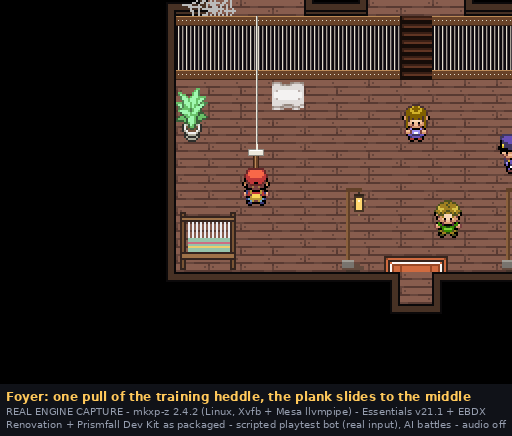 Foyer: one pull of the training heddle, the plank slides to the middle
REAL ENGINE CAPTURE - mkxp-z 2.4.2 (Linux, Xvfb + Mesa llvmpipe) - Essentials v21.1 + EBDX
Renovation + Prismfall Dev Kit as packaged - scripted playtest bot (real input), AI battles - audio off